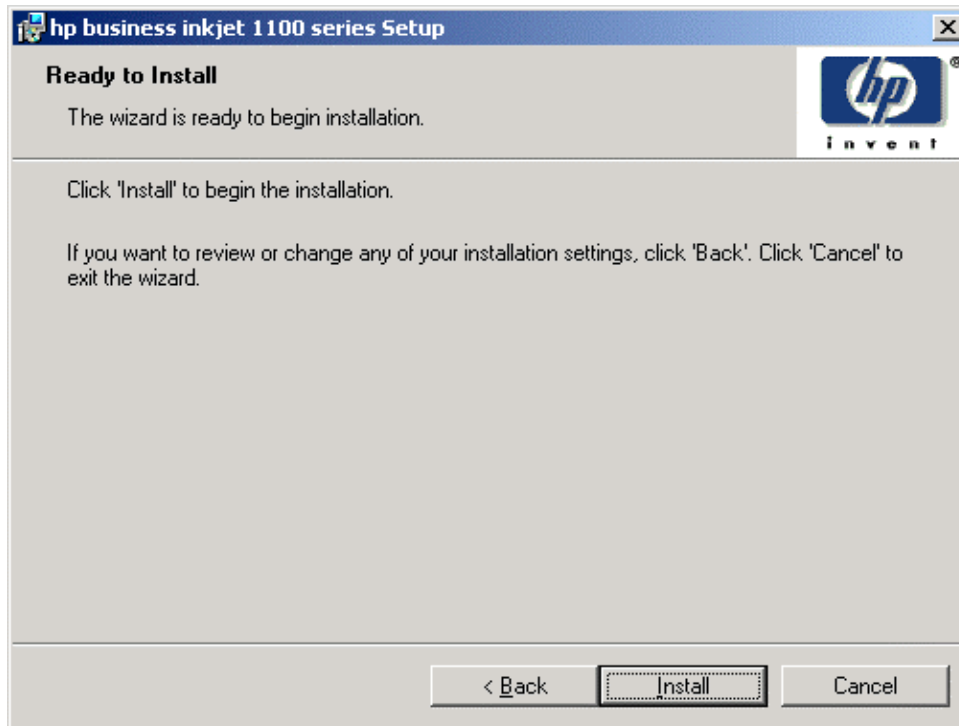 hp business inkjet 1100 series Setup
Ready to Install
The wizard is ready to begin installation.
hp
®
invent
Click 'Install' to begin the installation.
If you want to review or change any of your installation settings, click 'Back'. Click 'Cancel' to
exit the wizard.
< Back
Install
Cancel